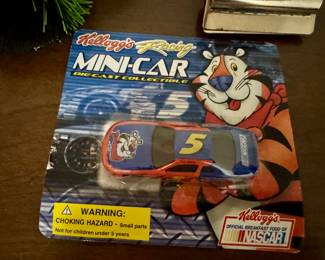 Kellogg's Racing
MINI-CAR
DIE-CAST COLLECTIBLE
5
5
WARNING:
CHOKING HAZARD - Small parts
Not for children under 5 years
Kellogg's
OFFICIAL BREAKFAST FOOD OF
NASCAR